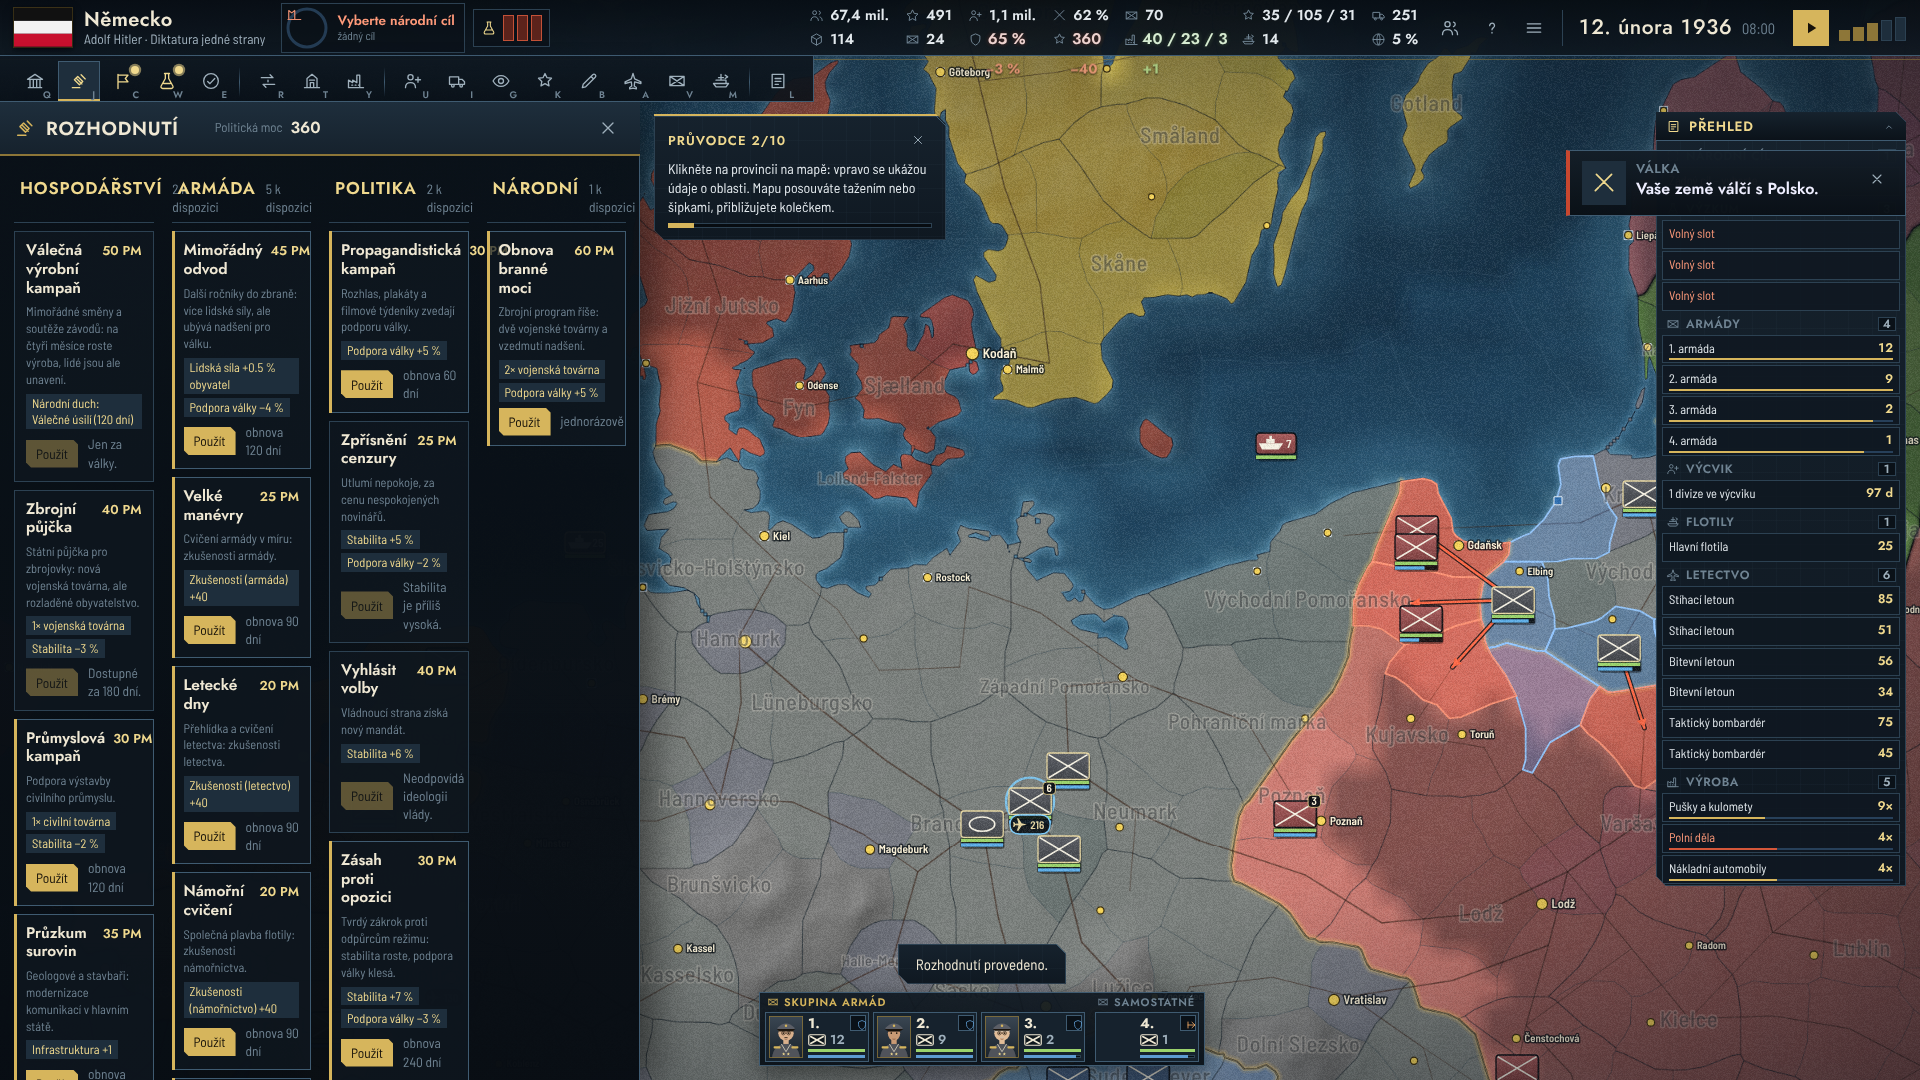 Německo
Adolf Hitler · Diktatura jedné strany
Vyberte národní cíl
žádný cíl
67,4 mil. 491 1,1 mil. 62 % 70 35 / 105 / 31 251
114 24 65 % 360 40 / 23 / 3 14 5 %
3 % −40 +1
?
12. února 1936 08:00
Q I C W E R T Y U I G K B A V M L
ROZHODNUTÍ
Politická moc 360
HOSPODÁŘSTVÍ
dispozici
Válečná výrobní kampaň 50 PM
Mimořádné směny a
soutěže závodů: na
čtyři měsíce roste
výroba, lidé jsou ale
unavení.
Národní duch:
Válečné úsilí (120 dní)
Použít Jen za války.
Zbrojní půjčka 40 PM
Státní půjčka pro
zbrojovky: nová
vojenská továrna, ale
rozladěné obyvatelstvo.
1× vojenská továrna
Stabilita −3 %
Použít Dostupné za 180 dní.
Průmyslová kampaň 30 PM
Podpora výstavby
civilního průmyslu.
1× civilní továrna
Stabilita −2 %
Použít obnova 120 dní
Průzkum surovin 35 PM
Geologové a stavbaři:
modernizace
komunikací v hlavním
státě.
Infrastruktura +1
obnova
ARMÁDA 5 k
dispozici
Mimořádný odvod 45 PM
Další ročníky do zbraně:
více lidské síly, ale
ubývá nadšení pro
válku.
Lidská síla +0.5 %
obyvatel
Podpora války −4 %
Použít obnova 120 dní
Velké manévry 25 PM
Cvičení armády v míru:
zkušenosti armády.
Zkušenosti (armáda)
+40
Použít obnova 90 dní
Letecké dny 20 PM
Přehlídka a cvičení
letectva: zkušenosti
letectva.
Zkušenosti (letectvo)
+40
Použít obnova 90 dní
Námořní cvičení 20 PM
Společná plavba flotily:
zkušenosti
námořnictva.
Zkušenosti
(námořnictvo) +40
Použít obnova 90 dní
POLITIKA 2 k
dispozici
Propagandistická kampaň 30
Rozhlas, plakáty a
filmové týdeníky zvedají
podporu války.
Podpora války +5 %
Použít obnova 60 dní
Zpřísnění cenzury 25 PM
Utlumí nepokoje, za
cenu nespokojených
novinářů.
Stabilita +5 %
Podpora války −2 %
Použít Stabilita je příliš vysoká.
Vyhlásit volby 40 PM
Vládnoucí strana získá
nový mandát.
Stabilita +6 %
Použít Neodpovídá ideologii vlády.
Zásah proti opozici 30 PM
Tvrdý zákrok proti
odpůrcům režimu:
stabilita roste, podpora
války klesá.
Stabilita +7 %
Podpora války −3 %
Použít obnova 240 dní
NÁRODNÍ 1 k
dispozici
Obnova branné moci 60 PM
Zbrojní program říše:
dvě vojenské továrny a
vzedmutí nadšení.
2× vojenská továrna
Podpora války +5 %
Použít jednorázově
PRŮVODCE 2/10
Klikněte na provincii na mapě: vpravo se ukážou
údaje o oblasti. Mapu posouváte tažením nebo
šipkami, přibližujete kolečkem.
Göteborg
Gotland
Småland
Skåne
Jižní Jutsko
Aarhus
Kodaň
Malmö
Odense
Sjælland
Fyn
Lolland-Falster
7
Kiel
Rostock
Gdaňsk
Elbing
Východní Pomořansko
Hamburk
Západní Pomořansko
Lüneburgsko
Brémy
Pohraniční marka
Kujavsko
Toruň
Hannoversko
6
216
Neumark
Poznaň
3
Poznaň
Magdeburk
Brunšvicko
Lodž
Lodž
Kassel
Kasselsko
Radom
Lublin
Vratislav
Kielce
Čenstochová
Dolní Slezsko
Rozhodnutí provedeno.
SKUPINA ARMÁD SAMOSTATNÉ
1. 12
2. 9
3. 2
4. 1
PŘEHLED
VÁLKA
Vaše země válčí s Polsko.
Volný slot
Volný slot
Volný slot
ARMÁDY 4
1. armáda 12
2. armáda 9
3. armáda 2
4. armáda 1
VÝCVIK 1
1 divize ve výcviku 97 d
FLOTILY 1
Hlavní flotila 25
LETECTVO 6
Stíhací letoun 85
Stíhací letoun 51
Bitevní letoun 56
Bitevní letoun 34
Taktický bombardér 75
Taktický bombardér 45
VÝROBA 5
Pušky a kulomety 9×
Polní děla 4×
Nákladní automobily 4×